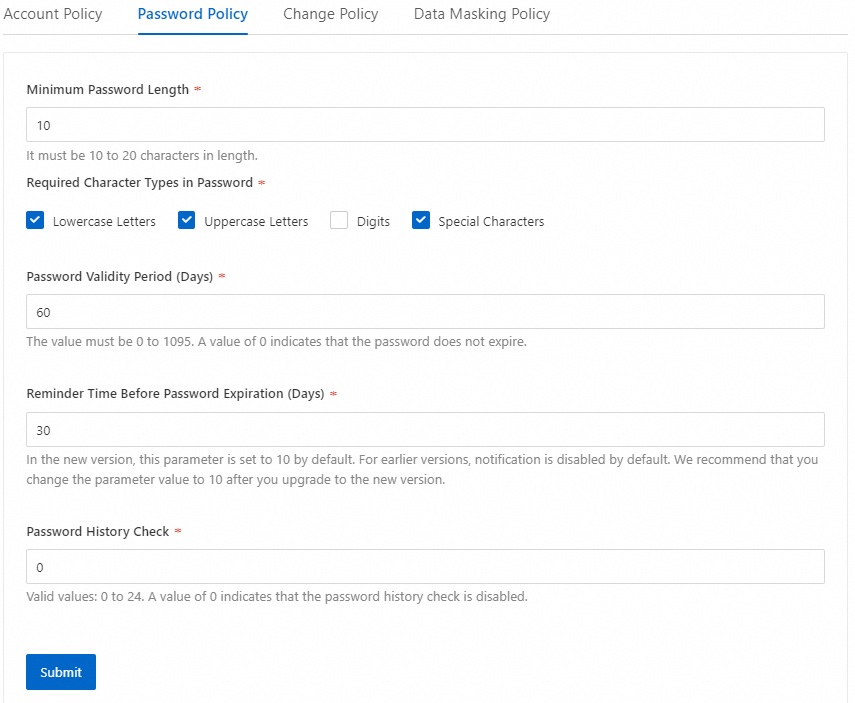 Account Policy Password Policy Change Policy Data Masking Policy
Minimum Password Length *
10
It must be 10 to 20 characters in length.
Required Character Types in Password *
Lowercase Letters Uppercase Letters Digits Special Characters
Password Validity Period (Days) *
60
The value must be 0 to 1095. A value of 0 indicates that the password does not expire.
Reminder Time Before Password Expiration (Days) *
30
In the new version, this parameter is set to 10 by default. For earlier versions, notification is disabled by default. We recommend that you
change the parameter value to 10 after you upgrade to the new version.
Password History Check *
0
Valid values: 0 to 24. A value of 0 indicates that the password history check is disabled.
Submit